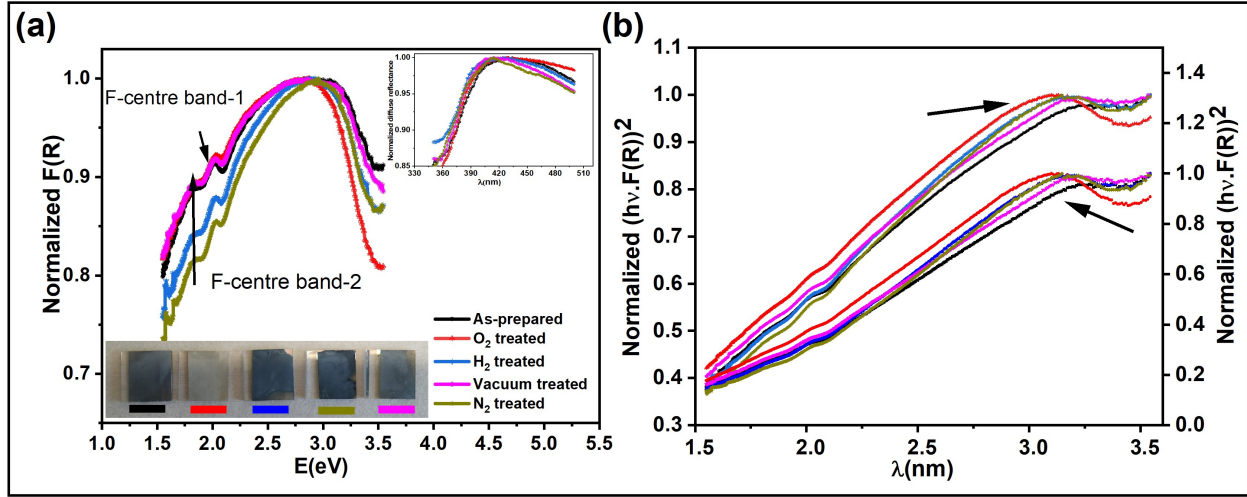 (a)
Normalized F(R)
1.0
0.9
0.8
0.7
1.0
1.5
2.0
2.5
3.0
3.5
4.0
4.5
5.0
5.5
E(eV)
F-centre band-1
F-centre band-2
Normalized diffuse reflectance
1.00
0.95
0.90
0.85
330
360
390
420
450
480
510
λ(nm)
As-prepared
O₂ treated
H₂ treated
Vacuum treated
N₂ treated
(b)
Normalized (hν.F(R))²
1.1
1.0
0.9
0.8
0.7
0.6
0.5
0.4
0.3
1.5
2.0
2.5
3.0
3.5
λ(nm)
1.4
1.2
1.0
0.8
0.6
0.4
0.2
0.0
Normalized (hν.F(R))²